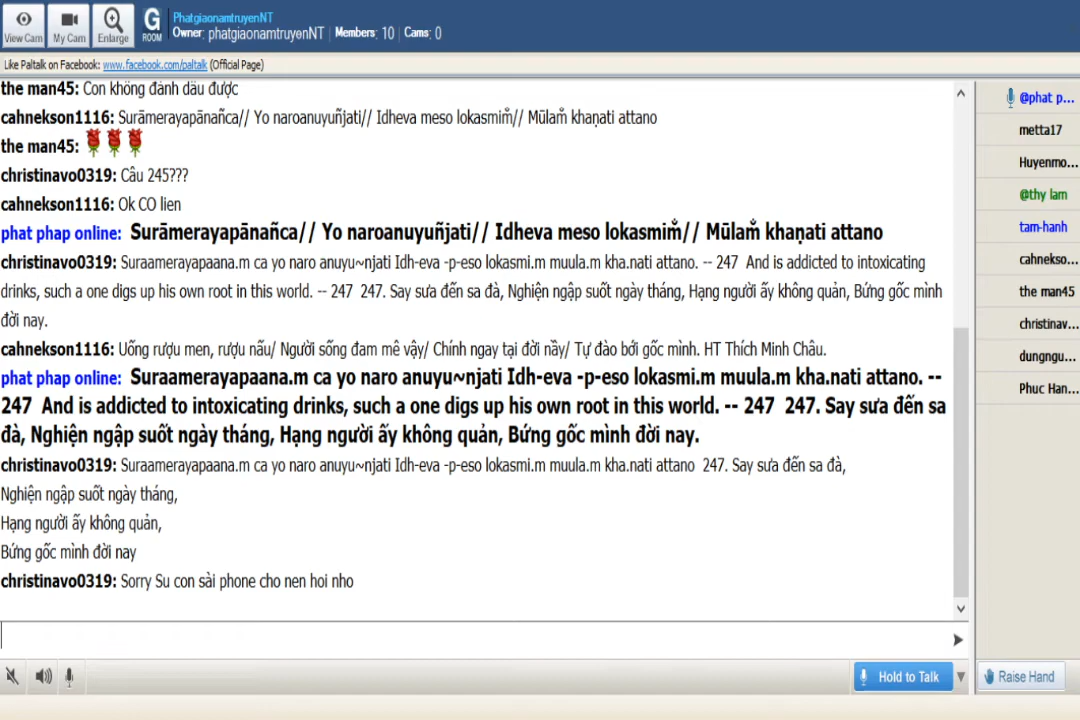 View Cam
My Cam
Enlarge
G
ROOM
PhatgiaonamtruyenNT
Owner: phatgiaonamtruyenNT | Members: 10 | Cams: 0
Like Paltalk on Facebook: www.facebook.com/paltalk (Official Page)
the man45: Con không đánh dấu được
cahnekson1116: Surāmerayapānañca// Yo naroanuyuñjati// Idheva meso lokasmim̐// Mūlam̐ khaṇati attano
the man45:
christinavo0319: Câu 245???
cahnekson1116: Ok CO lien
phat phap online: Surāmerayapānañca// Yo naroanuyuñjati// Idheva meso lokasmim̐// Mūlam̐ khaṇati attano
christinavo0319: Suraamerayapaana.m ca yo naro anuyu~njati Idh-eva -p-eso lokasmi.m muula.m kha.nati attano. -- 247 And is addicted to intoxicating
drinks, such a one digs up his own root in this world. -- 247 247. Say sưa đến sa đà, Nghiện ngập suốt ngày tháng, Hạng người ấy không quản, Bứng gốc mình
đời nay.
cahnekson1116: Uống rượu men, rượu nấu/ Người sống đam mê vậy/ Chính ngay tại đời nầy/ Tự đào bới gốc mình. HT Thích Minh Châu.
phat phap online: Suraamerayapaana.m ca yo naro anuyu~njati Idh-eva -p-eso lokasmi.m muula.m kha.nati attano. --
247 And is addicted to intoxicating drinks, such a one digs up his own root in this world. -- 247 247. Say sưa đến sa
đà, Nghiện ngập suốt ngày tháng, Hạng người ấy không quản, Bứng gốc mình đời nay.
christinavo0319: Suraamerayapaana.m ca yo naro anuyu~njati Idh-eva -p-eso lokasmi.m muula.m kha.nati attano 247. Say sưa đến sa đà,
Nghiện ngập suốt ngày tháng,
Hạng người ấy không quản,
Bứng gốc mình đời nay
christinavo0319: Sorry Su con sài phone cho nen hoi nho
@phat p...
metta17
Huyenmo...
@thy lam
tam-hanh
cahnekso...
the man45
christinav...
dungngu...
Phuc Han...
Hold to Talk
Raise Hand